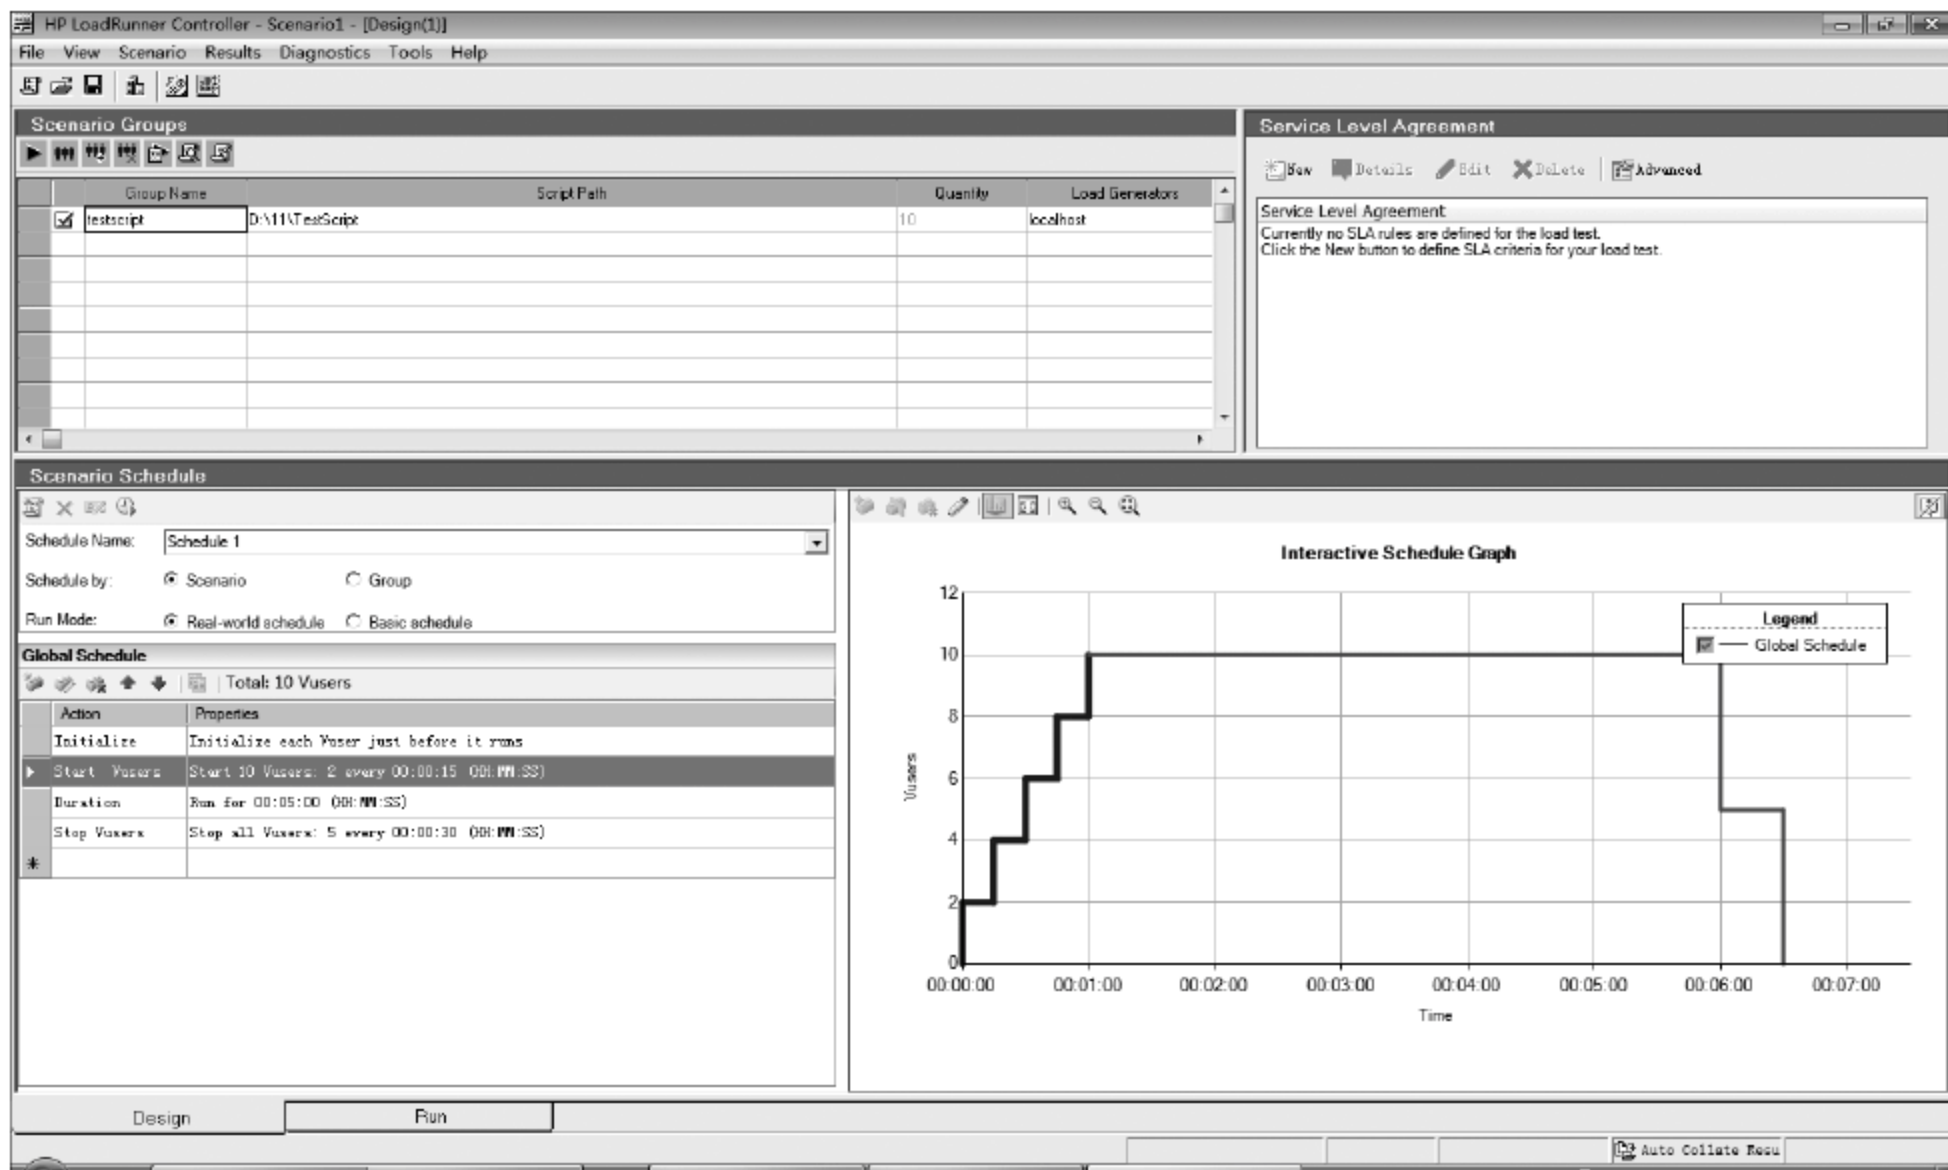 HP LoadRunner Controller - Scenario1 - [Design(1)]
File View Scenario Results Diagnostics Tools Help
Scenario Groups
Group Name Script Path Quantity Load Generators
testscript D:\11\TestScript 10 localhost
Service Level Agreement
New Details Edit Delete Advanced
Service Level Agreement
Currently no SLA rules are defined for the load test.
Click the New button to define SLA criteria for your load test.
Scenario Schedule
Schedule Name: Schedule 1
Schedule by: Scenario Group
Run Mode: Real-world schedule Basic schedule
Global Schedule
Total: 10 Vusers
Action Properties
Initialize Initialize each Vuser just before it runs
Start Vusers Start 10 Vusers: 2 every 00:00:15 (HH:MM:SS)
Duration Run for 00:05:00 (HH:MM:SS)
Stop Vusers Stop all Vusers: 5 every 00:00:30 (HH:MM:SS)
*
Interactive Schedule Graph
Legend
Global Schedule
12
10
8
6
4
2
0
Vusers
00:00:00 00:01:00 00:02:00 00:03:00 00:04:00 00:05:00 00:06:00 00:07:00
Time
Design Run
Auto Collate Resu